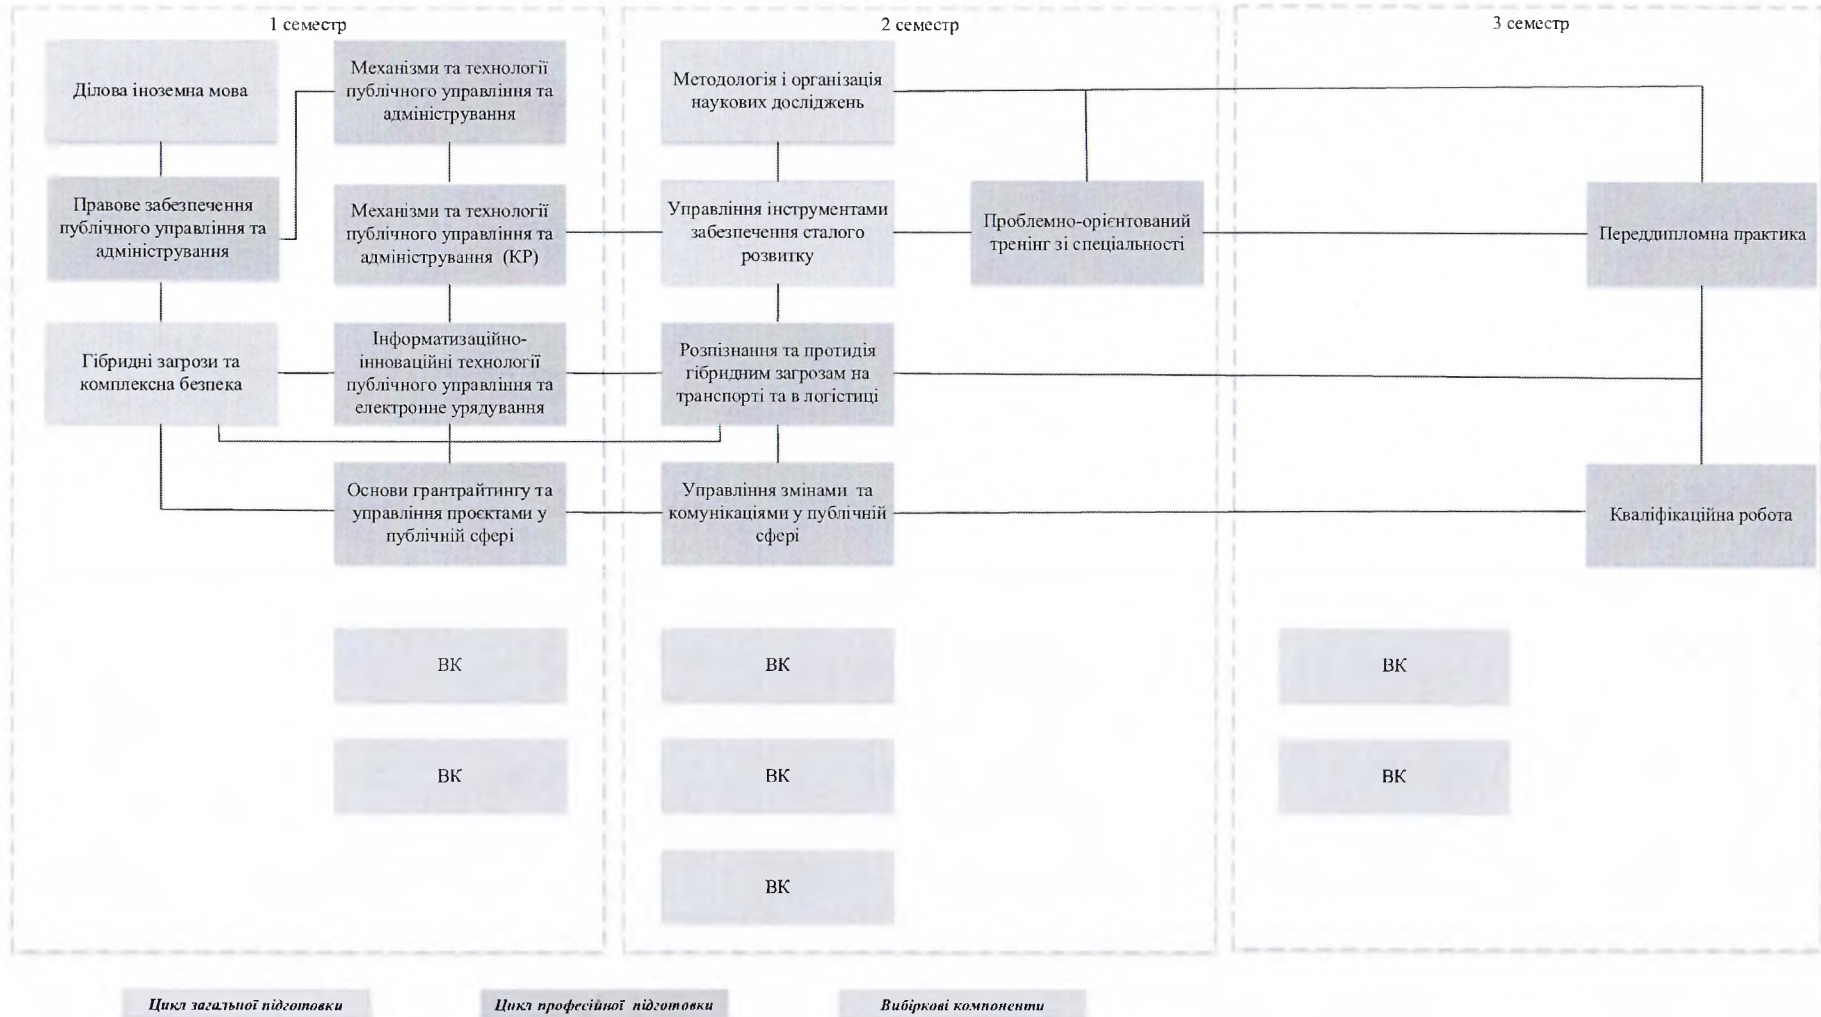 1 семестр
2 семестр
3 семестр
Ділова іноземна мова
Механізми та технології
публічного управління та
адміністрування
Методологія і організація
наукових досліджень
Правове забезпечення
публічного управління та
адміністрування
Механізми та технології
публічного управління та
адміністрування (КР)
Управління інструментами
забезпечення сталого
розвитку
Проблемно-орієнтований
тренінг зі спеціальності
Переддипломна практика
Гібридні загрози та
комплексна безпека
Інформатизаційно-
інноваційні технології
публічного управління та
електронне урядування
Розпізнання та протидія
гібридним загрозам на
транспорті та в логістиці
Основи грантрайтингу та
управління проєктами у
публічній сфері
Управління змінами та
комунікаціями у публічній
сфері
Кваліфікаційна робота
ВК
ВК
ВК
ВК
ВК
ВК
ВК
Цикл загальної підготовки
Цикл професійної підготовки
Вибіркові компоненти